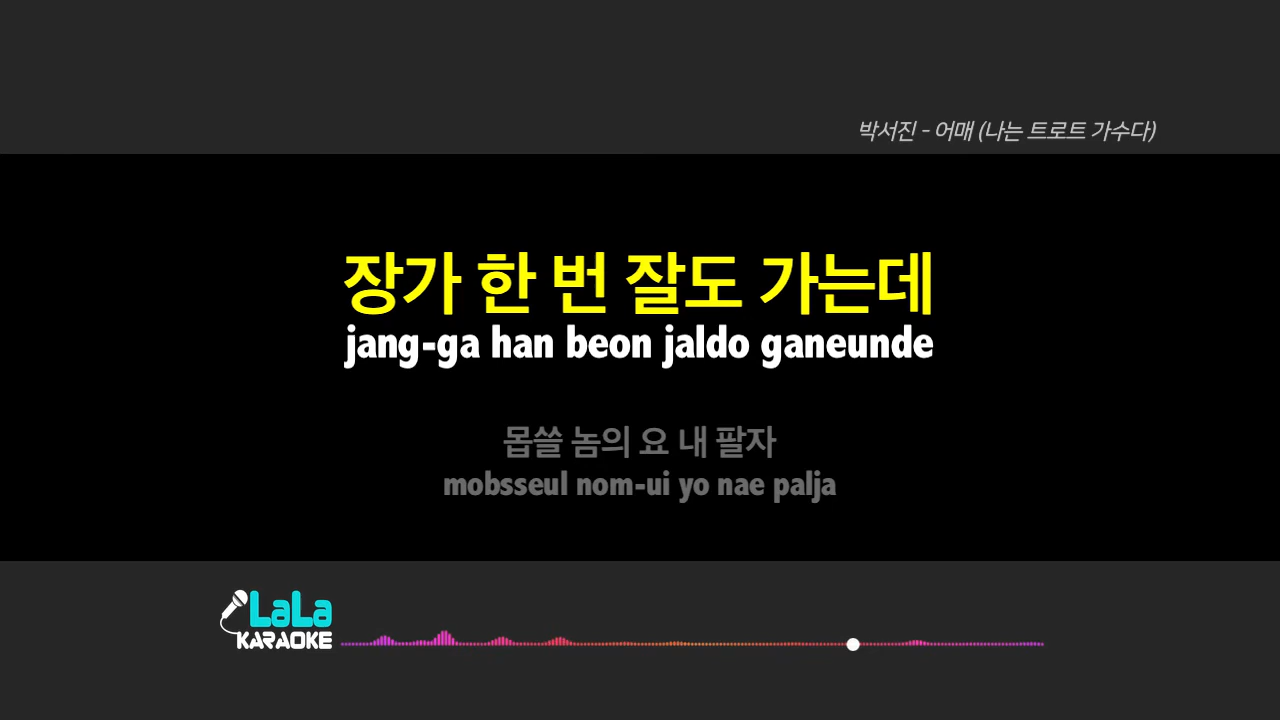 박서진 - 어매 (나는 트로트 가수다)
장가 한 번 잘도 가는데
jang-ga han beon jaldo ganeunde
몹쓸 놈의 요 내 팔자
mobsseul nom-ui yo nae palja
LaLa
KARAOKE